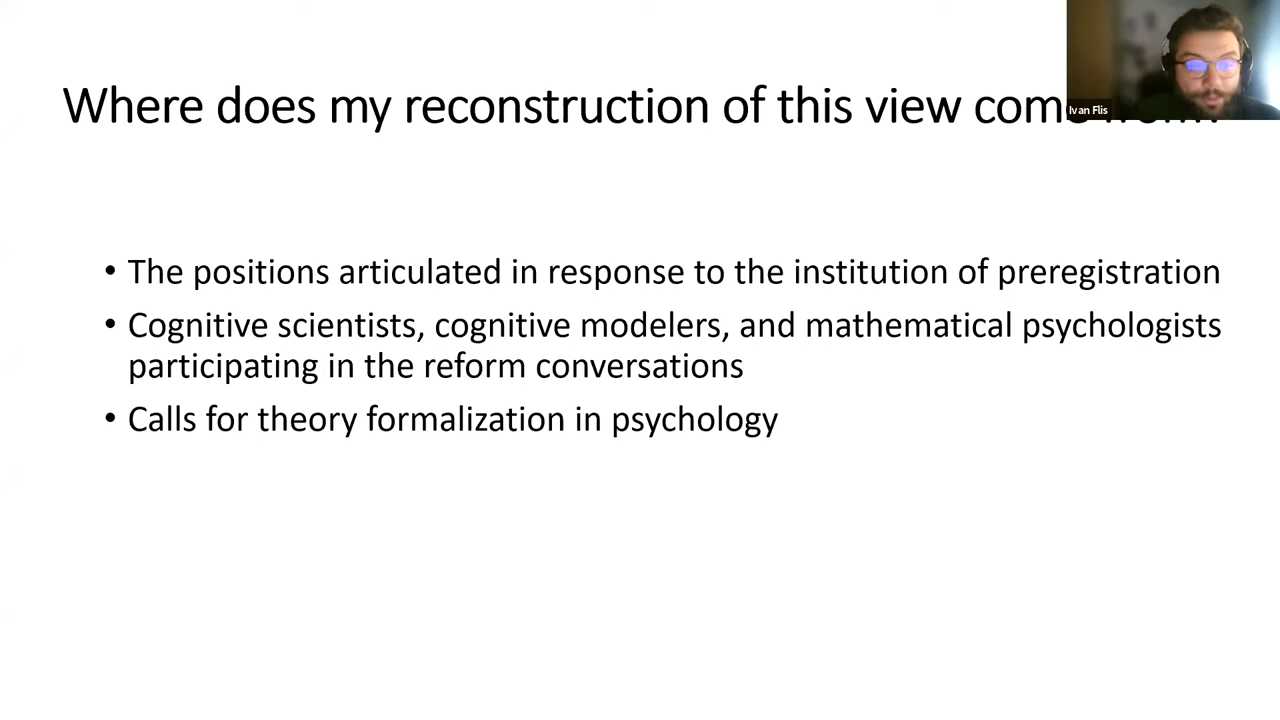 Where does my reconstruction of this view come
Ivan Flis
• The positions articulated in response to the institution of preregistration
• Cognitive scientists, cognitive modelers, and mathematical psychologists
participating in the reform conversations
• Calls for theory formalization in psychology